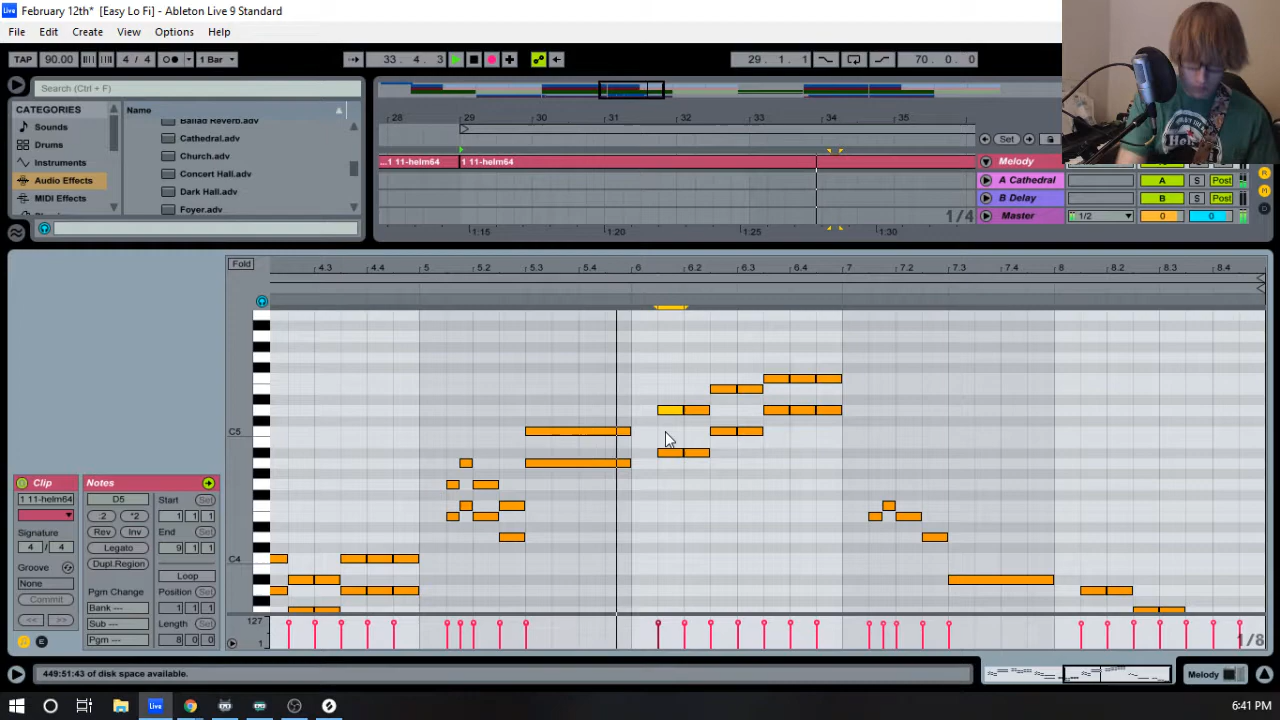 February 12th* [Easy Lo Fi] - Ableton Live 9 Standard
File Edit Create View Options Help
TAP 90.00 4 / 4 1 Bar 33. 4. 3 29. 1. 1 70. 0. 0
Search (Ctrl + F)
CATEGORIES
Sounds
Drums
Instruments
Audio Effects
MIDI Effects
Name
Ballad Reverb.adv
Cathedral.adv
Church.adv
Concert Hall.adv
Dark Hall.adv
Foyer.adv
28 29 30 31 32 33 34 35
Set
...1 11-helm64 1 11-helm64 Melody
A Cathedral A S Post
B Delay B S Post
1/4 Master 1/2 0 0
1:15 1:20 1:25 1:30
Fold
4.3 4.4 5 5.2 5.3 5.4 6 6.2 6.3 6.4 7 7.2 7.3 7.4 8 8.2 8.3 8.4
C5
C4
127
1
1/8
Clip
1 11-helm64
Signature
4 / 4
Groove
None
Commit
<< >>
Notes
D5
:2 *2
Rev Inv
Legato
Dupl.Region
Pgm Change
Bank ---
Sub ---
Pgm ---
Start Set
1 1 1
End Set
9 1 1
Loop
Position Set
1 1 1
Length Set
8 0 0
449:51:43 of disk space available.
Melody
6:41 PM